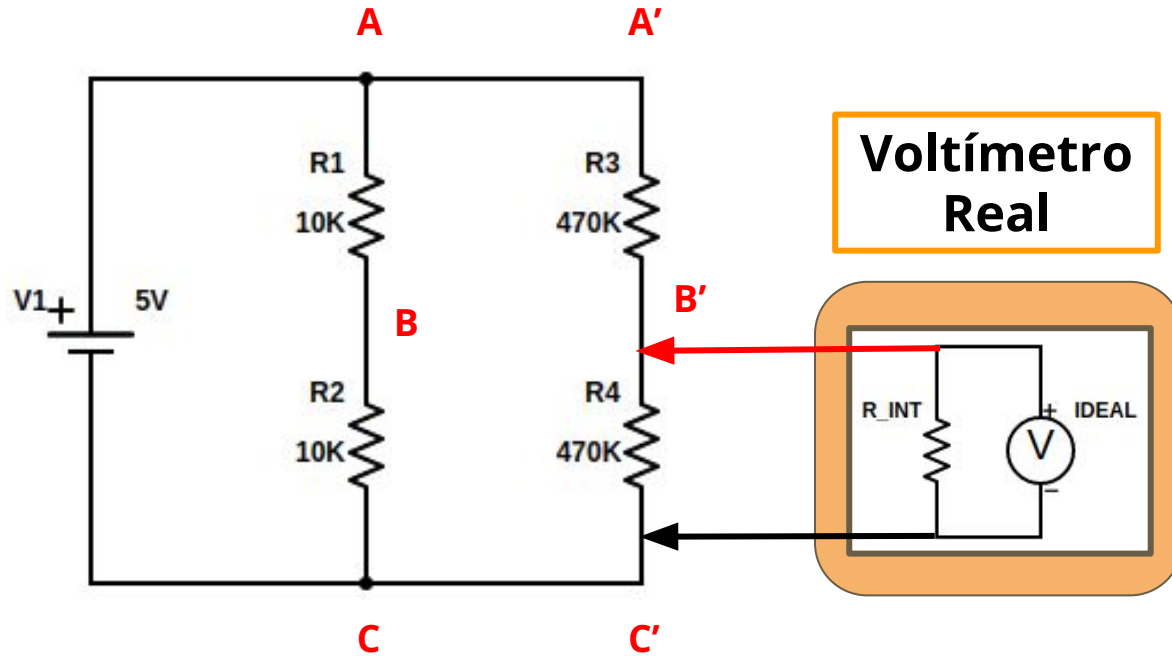 A
A’
R1
10K
R3
470K
Voltímetro
Real
V1
+
5V
B
B’
R2
10K
R4
470K
R_INT
+
IDEAL
V
−
C
C’